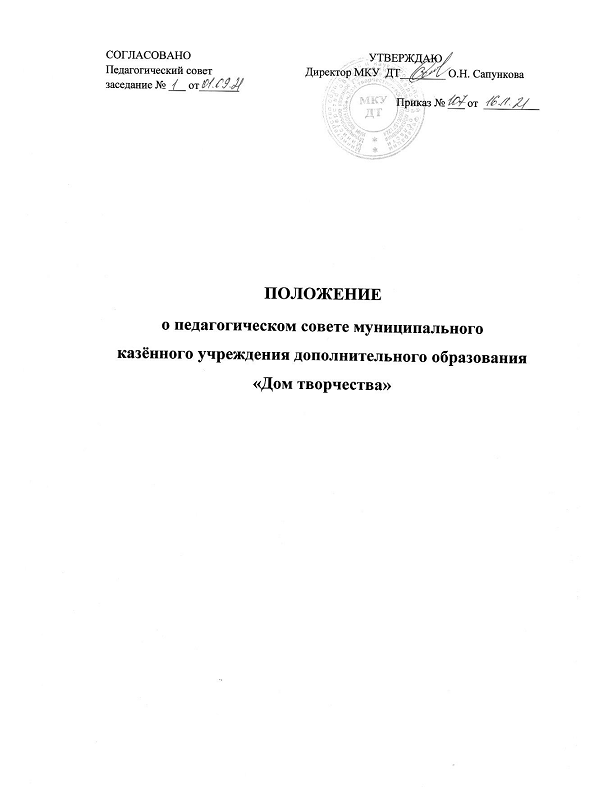 СОГЛАСОВАНО
Педагогический совет
заседание № 1 от 01.09.21
УТВЕРЖДАЮ
Директор МКУ ДТ О.Н. Сапункова
Приказ № 107 от 16.11.21
МКУ
ДТ
ПОЛОЖЕНИЕ
о педагогическом совете муниципального
казённого учреждения дополнительного образования
«Дом творчества»